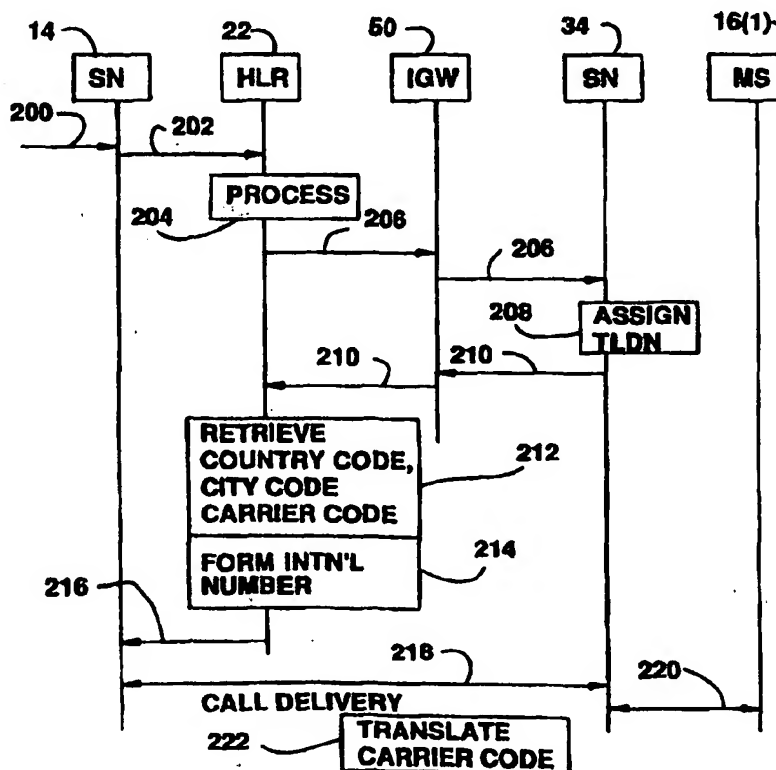 14 22 50 34 16(1)
SN HLR IGW SN MS
200 202
PROCESS
204 206 206
208 ASSIGN
TLDN
210 210
RETRIEVE
COUNTRY CODE,
CITY CODE
CARRIER CODE
212
FORM INTN'L
NUMBER
214
216
218
CALL DELIVERY
220
222
TRANSLATE
CARRIER CODE